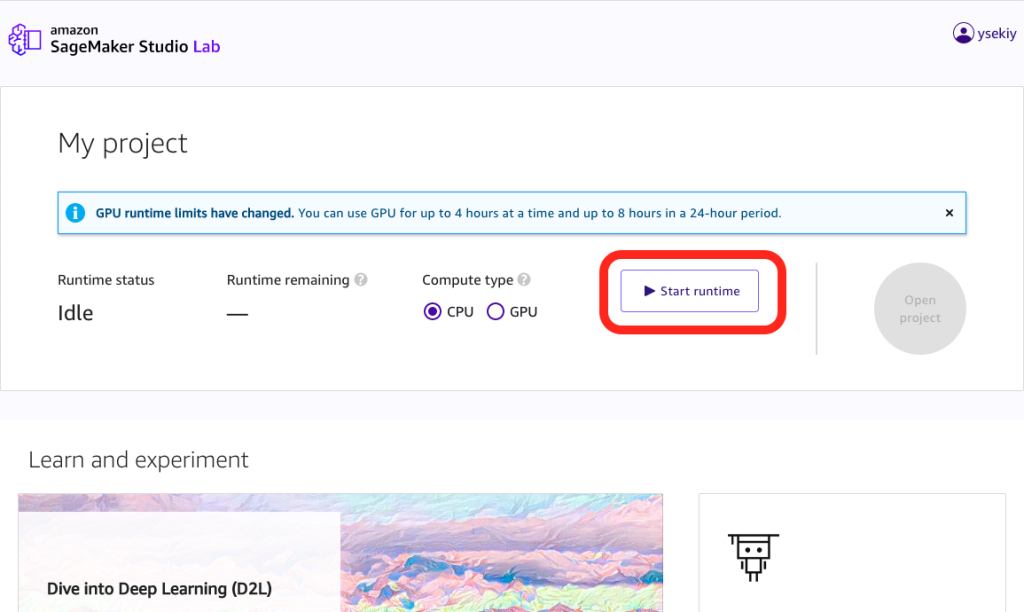 amazon
SageMaker Studio Lab
ysekiy
My project
GPU runtime limits have changed. You can use GPU for up to 4 hours at a time and up to 8 hours in a 24-hour period.
Runtime status
Idle
Runtime remaining ?
—
Compute type ?
CPU GPU
Start runtime
Open
project
Learn and experiment
Dive into Deep Learning (D2L)